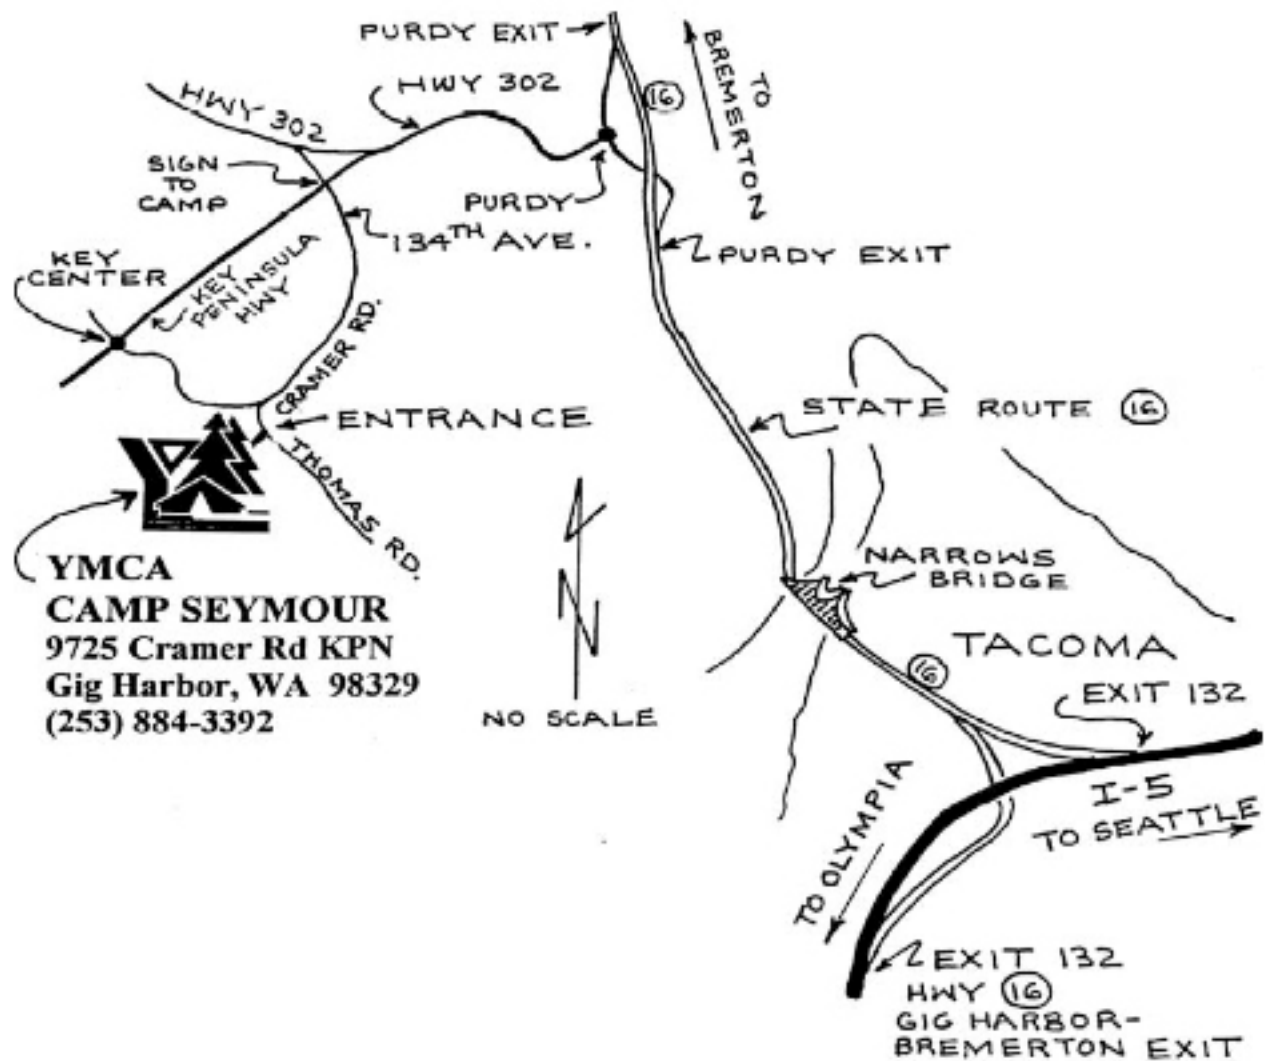 PURDY EXIT
TO
BREMERTON
HWY 302
16
HWY 302
SIGN
TO
CAMP
PURDY
134TH AVE.
PURDY EXIT
KEY
CENTER
KEY
PENINSULA
HWY
CRAMER RD.
STATE ROUTE 16
ENTRANCE
THOMAS RD.
NARROWS
BRIDGE
YMCA
CAMP SEYMOUR
9725 Cramer Rd KPN
Gig Harbor, WA 98329
(253) 884-3392
N
NO SCALE
TACOMA
16
EXIT 132
I-5
TO SEATTLE
TO OLYMPIA
EXIT 132
HWY 16
GIG HARBOR-
BREMERTON EXIT